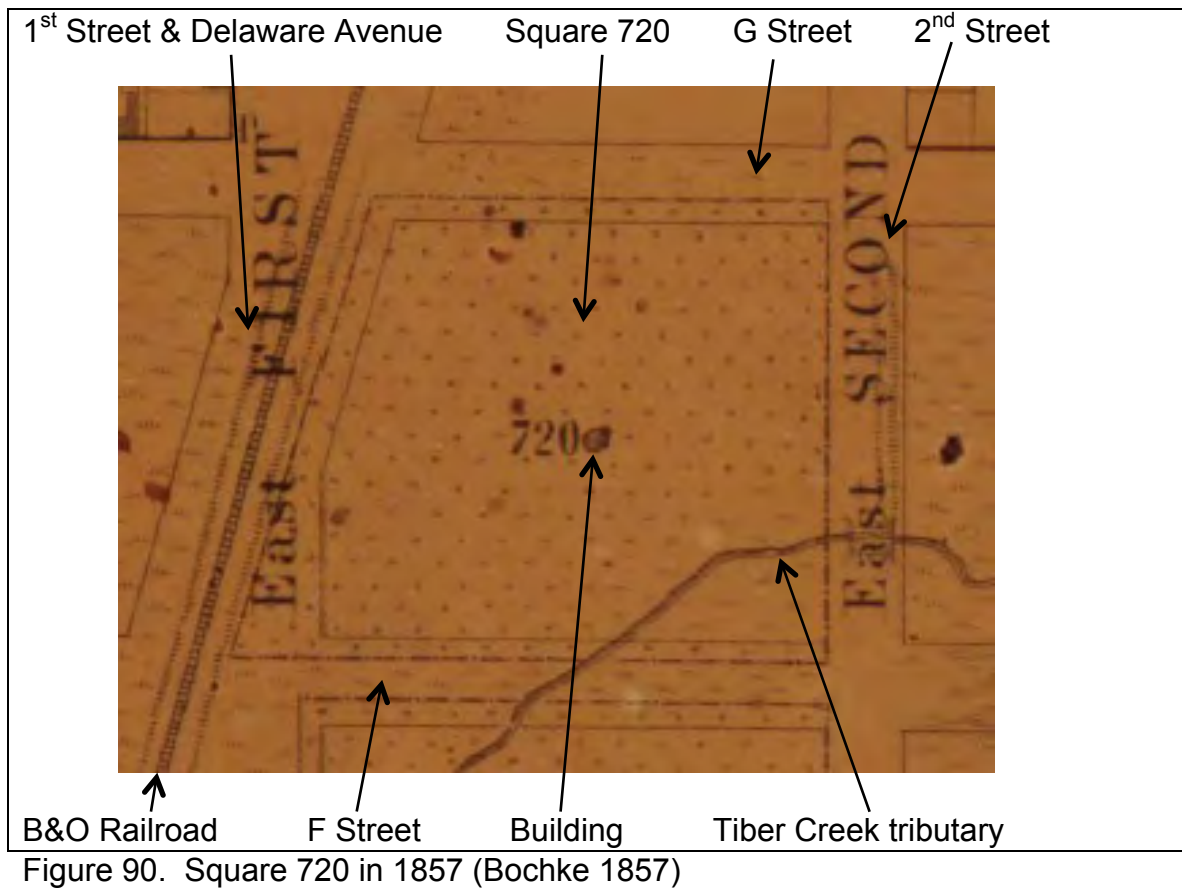 1st Street & Delaware Avenue Square 720 G Street 2nd Street
East FIRST
East SECOND
720
B&O Railroad F Street Building Tiber Creek tributary
Figure 90. Square 720 in 1857 (Bochke 1857)